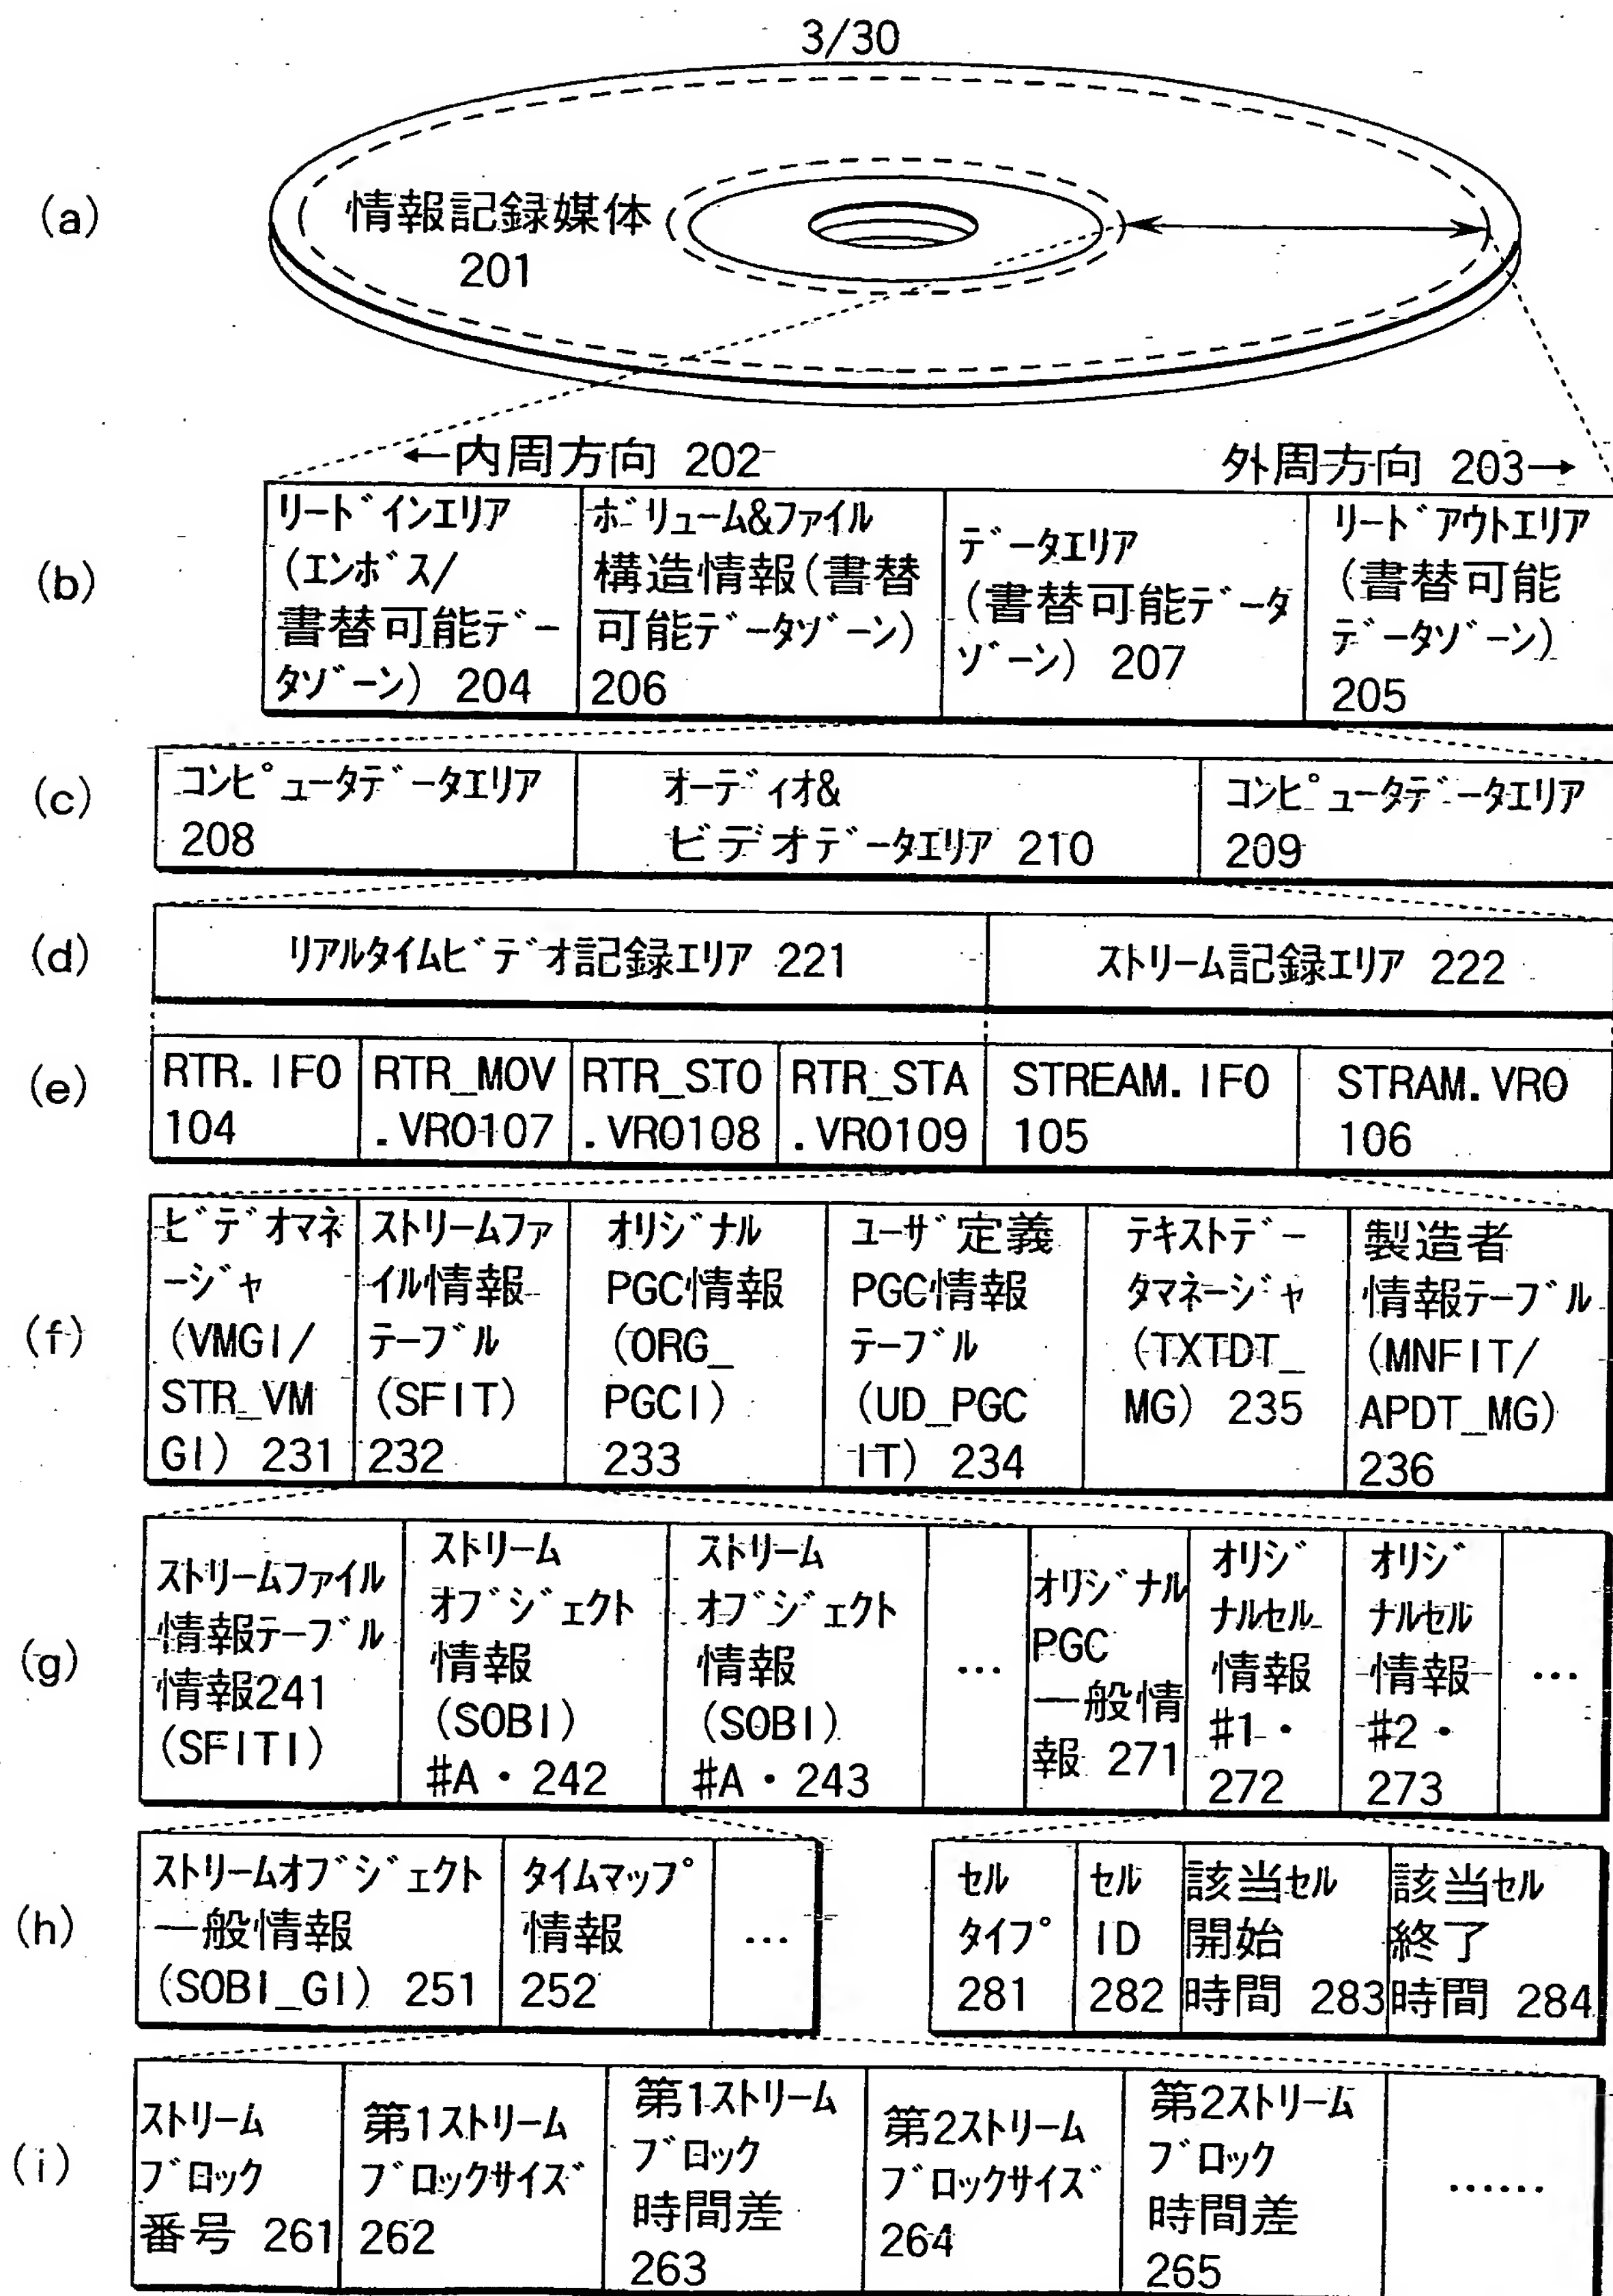 3/30
(a)
情報記録媒体
201
←内周方向 202
外周方向 203→
(b)
リードインエリア
(エンボス/
書替可能デー
タゾーン) 204
ボリューム&ファイル
構造情報(書替
可能データゾーン)
206
データエリア
(書替可能データ
ゾーン) 207
リードアウトエリア
(書替可能
データゾーン)
205
(c)
コンピュータデータエリア
208
オーディオ&
ビデオデータエリア 210
コンピュータデータエリア
209
(d)
リアルタイムビデオ記録エリア 221
ストリーム記録エリア 222
(e)
RTR.IFO
104
RTR_MOV
.VRO107
RTR_STO
.VRO108
RTR_STA
.VRO109
STREAM.IFO
105
STRAM.VRO
106
(f)
ビデオマネ
ージャ
(VMGI/
STR_VM
GI) 231
ストリームファ
イル情報
テーブル
(SFIT)
232
オリジナル
PGC情報
(ORG_
PGCI)
233
ユーザ定義
PGC情報
テーブル
(UD_PGC
IT) 234
テキストデー
タマネージャ
(TXTDT_
MG) 235
製造者
情報テーブル
(MNFIT/
APDT_MG)
236
(g)
ストリームファイル
情報テーブル
情報241
(SFITI)
ストリーム
オブジェクト
情報
(SOBI)
#A・242
ストリーム
オブジェクト
情報
(SOBI)
#A・243
…
オリジナル
PGC
一般情
報 271
オリジ
ナルセル
情報
#1・
272
オリジ
ナルセル
情報
#2・
273
…
(h)
ストリームオブジェクト
一般情報
(SOBI_GI) 251
タイムマップ
情報
252
…
セル
タイプ
281
セル
ID
282
該当セル
開始
時間 283
該当セル
終了
時間 284
(i)
ストリーム
ブロック
番号 261
第1ストリーム
ブロックサイズ
262
第1ストリーム
ブロック
時間差
263
第2ストリーム
ブロックサイズ
264
第2ストリーム
ブロック
時間差
265
……